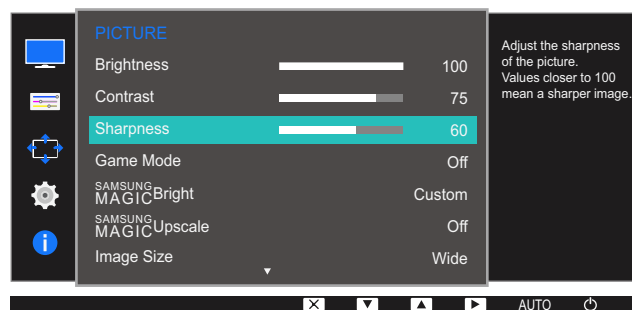 PICTURE
Brightness 100
Contrast 75
Sharpness 60
Game Mode Off
SAMSUNG
MAGICBright Custom
SAMSUNG
MAGICUpscale Off
Image Size Wide
Adjust the sharpness
of the picture.
Values closer to 100
mean a sharper image.
AUTO